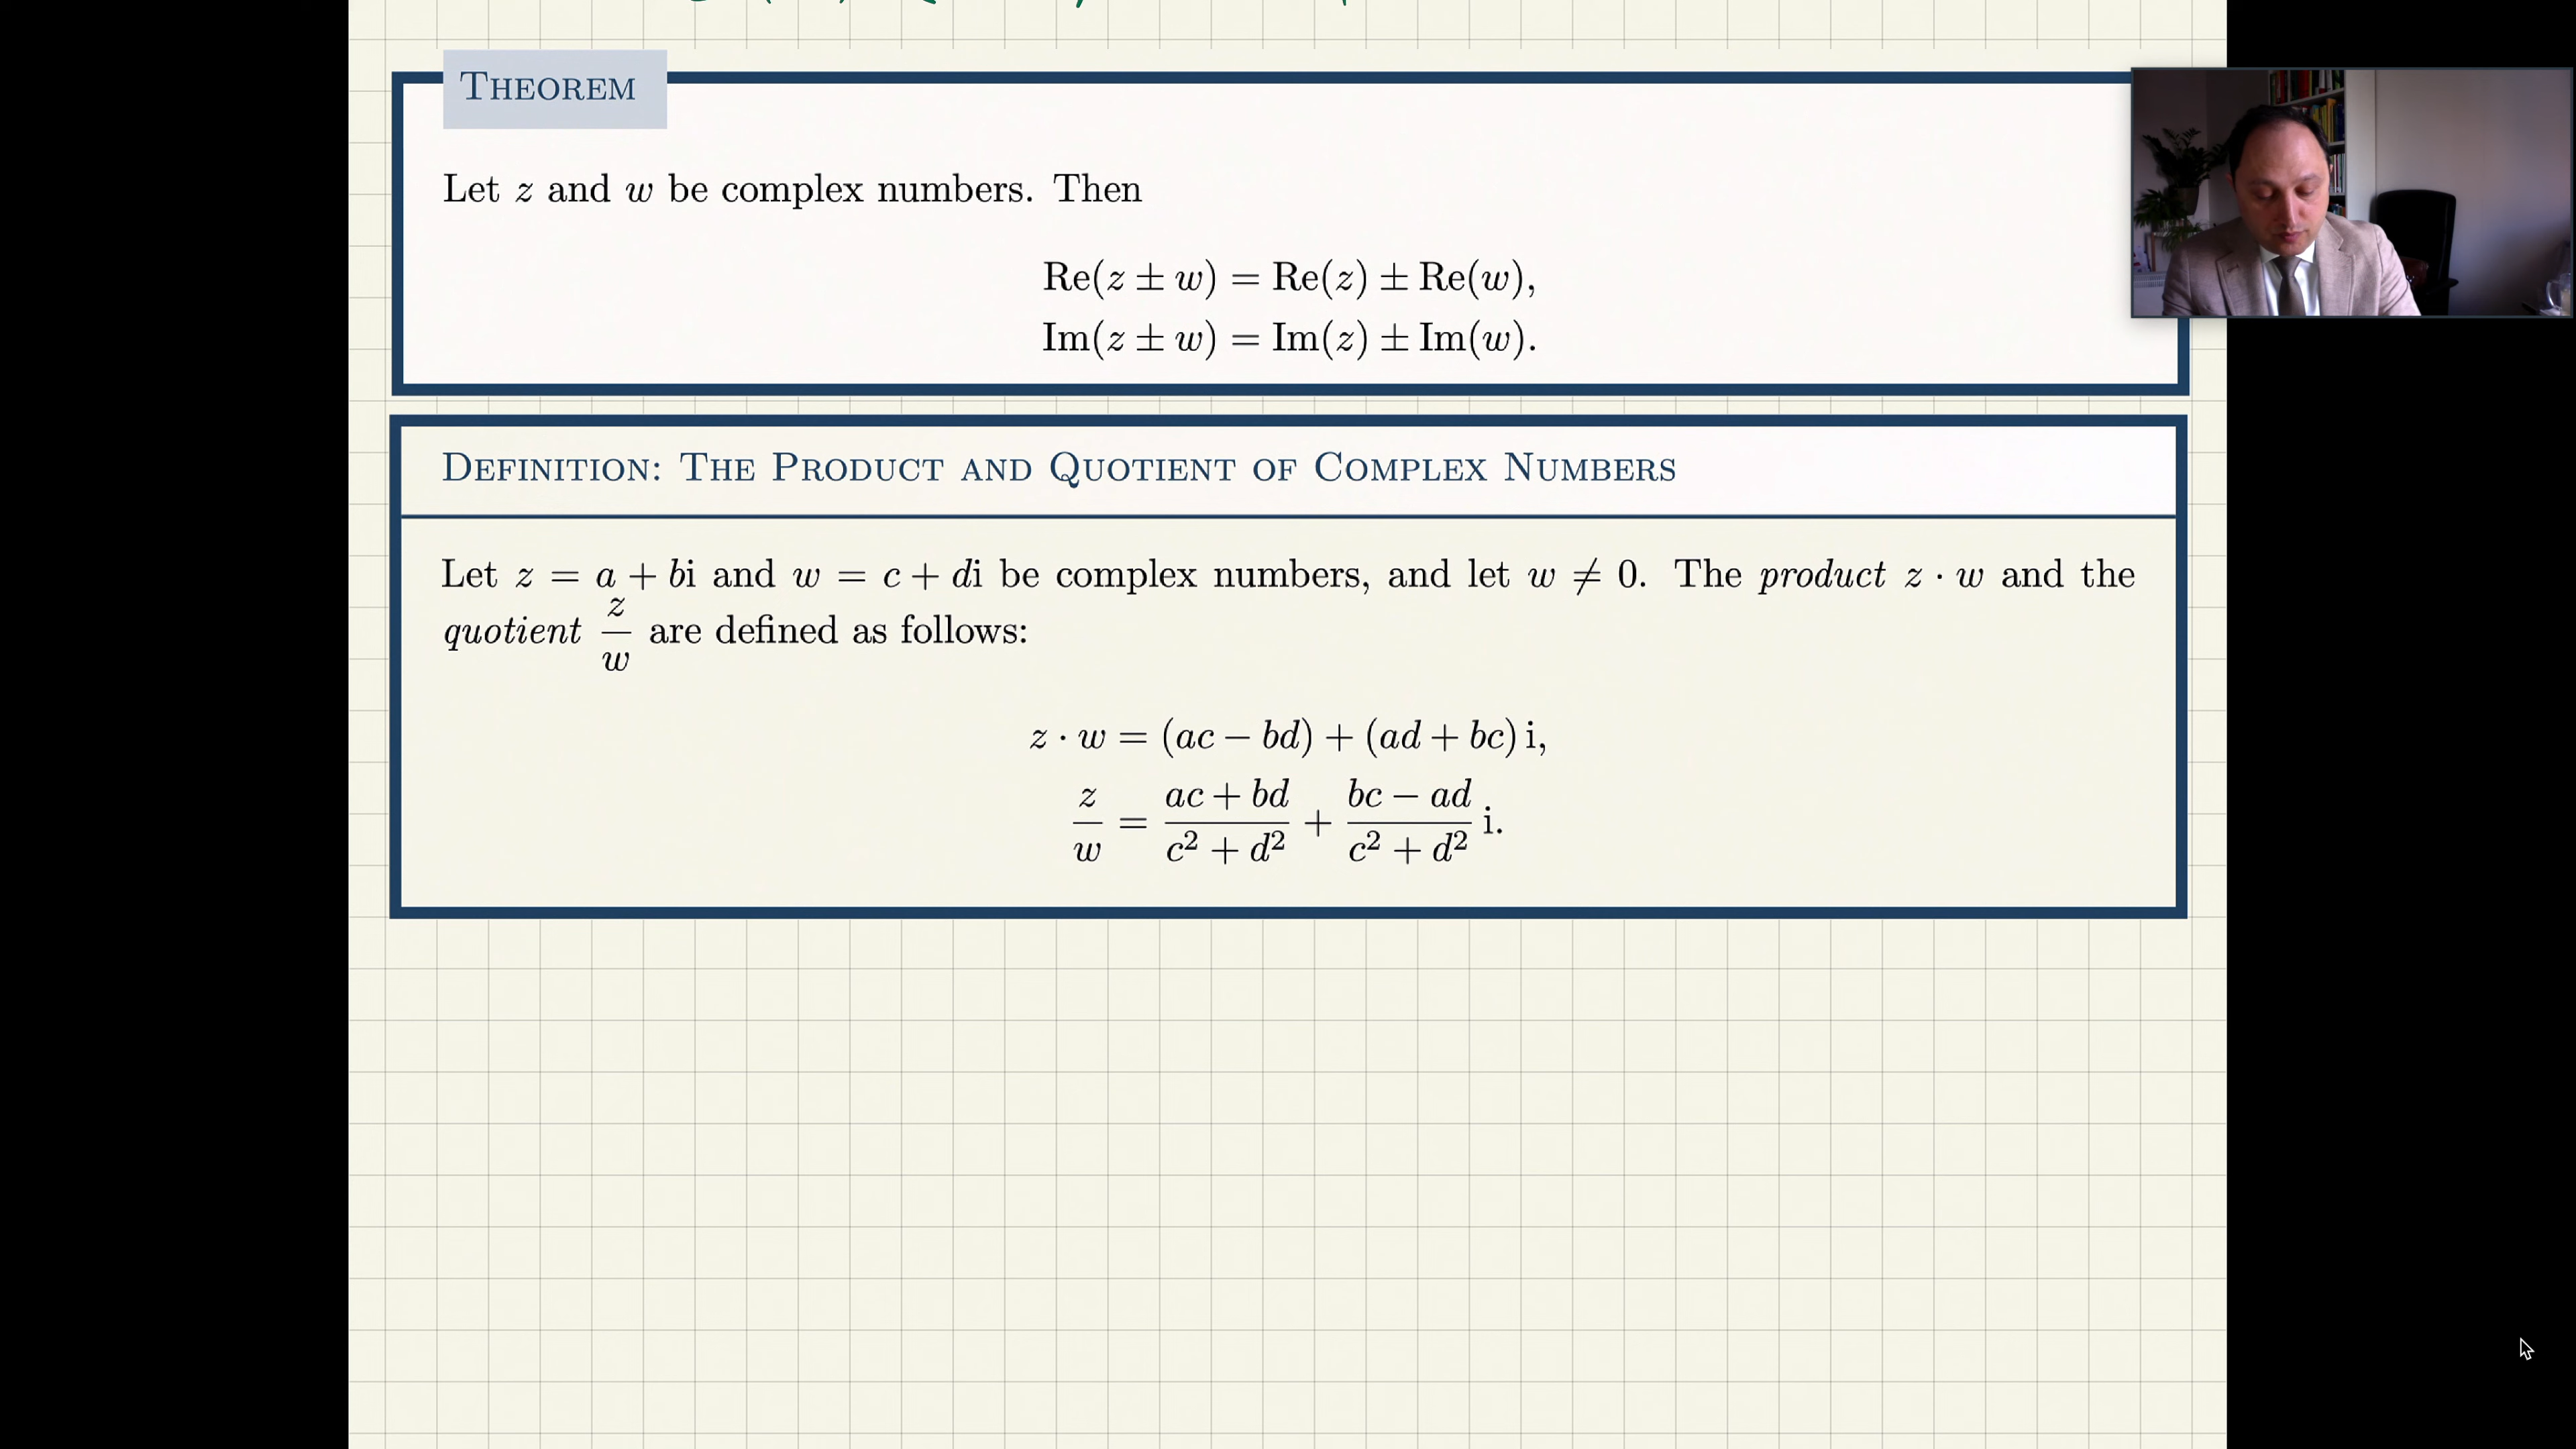 THEOREM
Let z and w be complex numbers. Then
Re(z ± w) = Re(z) ± Re(w),
Im(z ± w) = Im(z) ± Im(w).
DEFINITION: THE PRODUCT AND QUOTIENT OF COMPLEX NUMBERS
Let z = a + bi and w = c + di be complex numbers, and let w ≠ 0. The product z · w and the
quotient z/w are defined as follows:
z · w = (ac − bd) + (ad + bc) i,
z/w = (ac + bd)/(c² + d²) + (bc − ad)/(c² + d²) i.